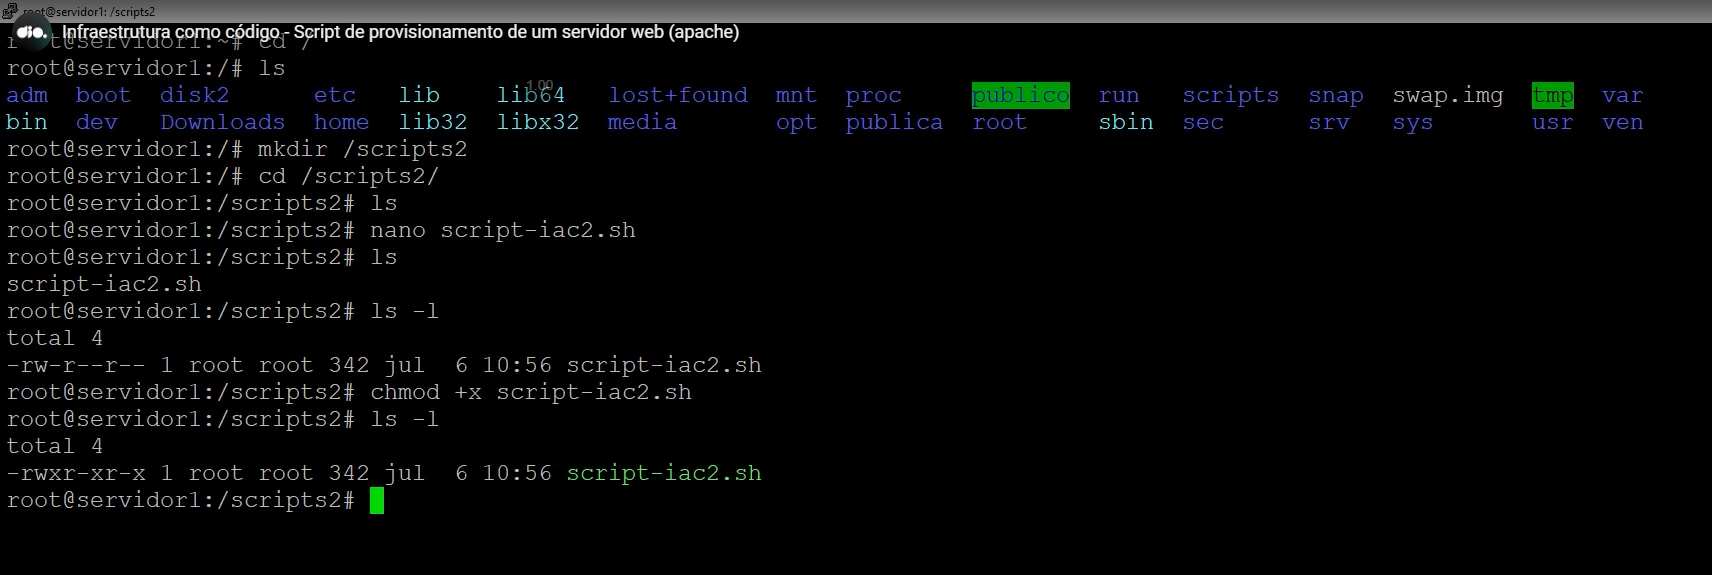 root@servidor1: /scripts2
dio. Infraestrutura como código - Script de provisionamento de um servidor web (apache)
root@servidor1:~# cd /
root@servidor1:/# ls
1.00
adm boot disk2 etc lib lib64 lost+found mnt proc publico run scripts snap swap.img tmp var
bin dev Downloads home lib32 libx32 media opt publica root sbin sec srv sys usr ven
root@servidor1:/# mkdir /scripts2
root@servidor1:/# cd /scripts2/
root@servidor1:/scripts2# ls
root@servidor1:/scripts2# nano script-iac2.sh
root@servidor1:/scripts2# ls
script-iac2.sh
root@servidor1:/scripts2# ls -l
total 4
-rw-r--r-- 1 root root 342 jul  6 10:56 script-iac2.sh
root@servidor1:/scripts2# chmod +x script-iac2.sh
root@servidor1:/scripts2# ls -l
total 4
-rwxr-xr-x 1 root root 342 jul  6 10:56 script-iac2.sh
root@servidor1:/scripts2#